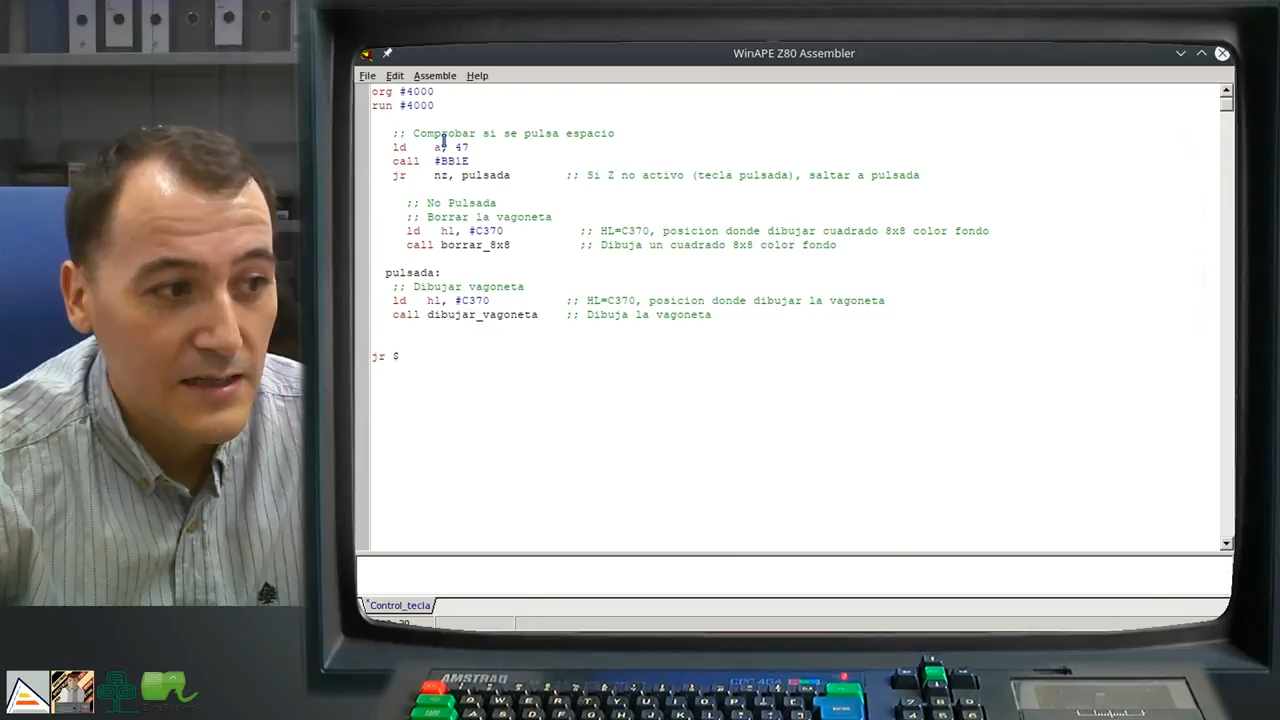 WinAPE Z80 Assembler
File Edit Assemble Help
org #4000
run #4000
;; Comprobar si se pulsa espacio
ld a, 47
call #BB1E
jr nz, pulsada ;; Si Z no activo (tecla pulsada), saltar a pulsada
;; No Pulsada
;; Borrar la vagoneta
ld hl, #C370 ;; HL=C370, posicion donde dibujar cuadrado 8x8 color fondo
call borrar_8x8 ;; Dibuja un cuadrado 8x8 color fondo
pulsada:
;; Dibujar vagoneta
ld hl, #C370 ;; HL=C370, posicion donde dibujar la vagoneta
call dibujar_vagoneta ;; Dibuja la vagoneta
jr $
*Control_tecla
AMSTRAD